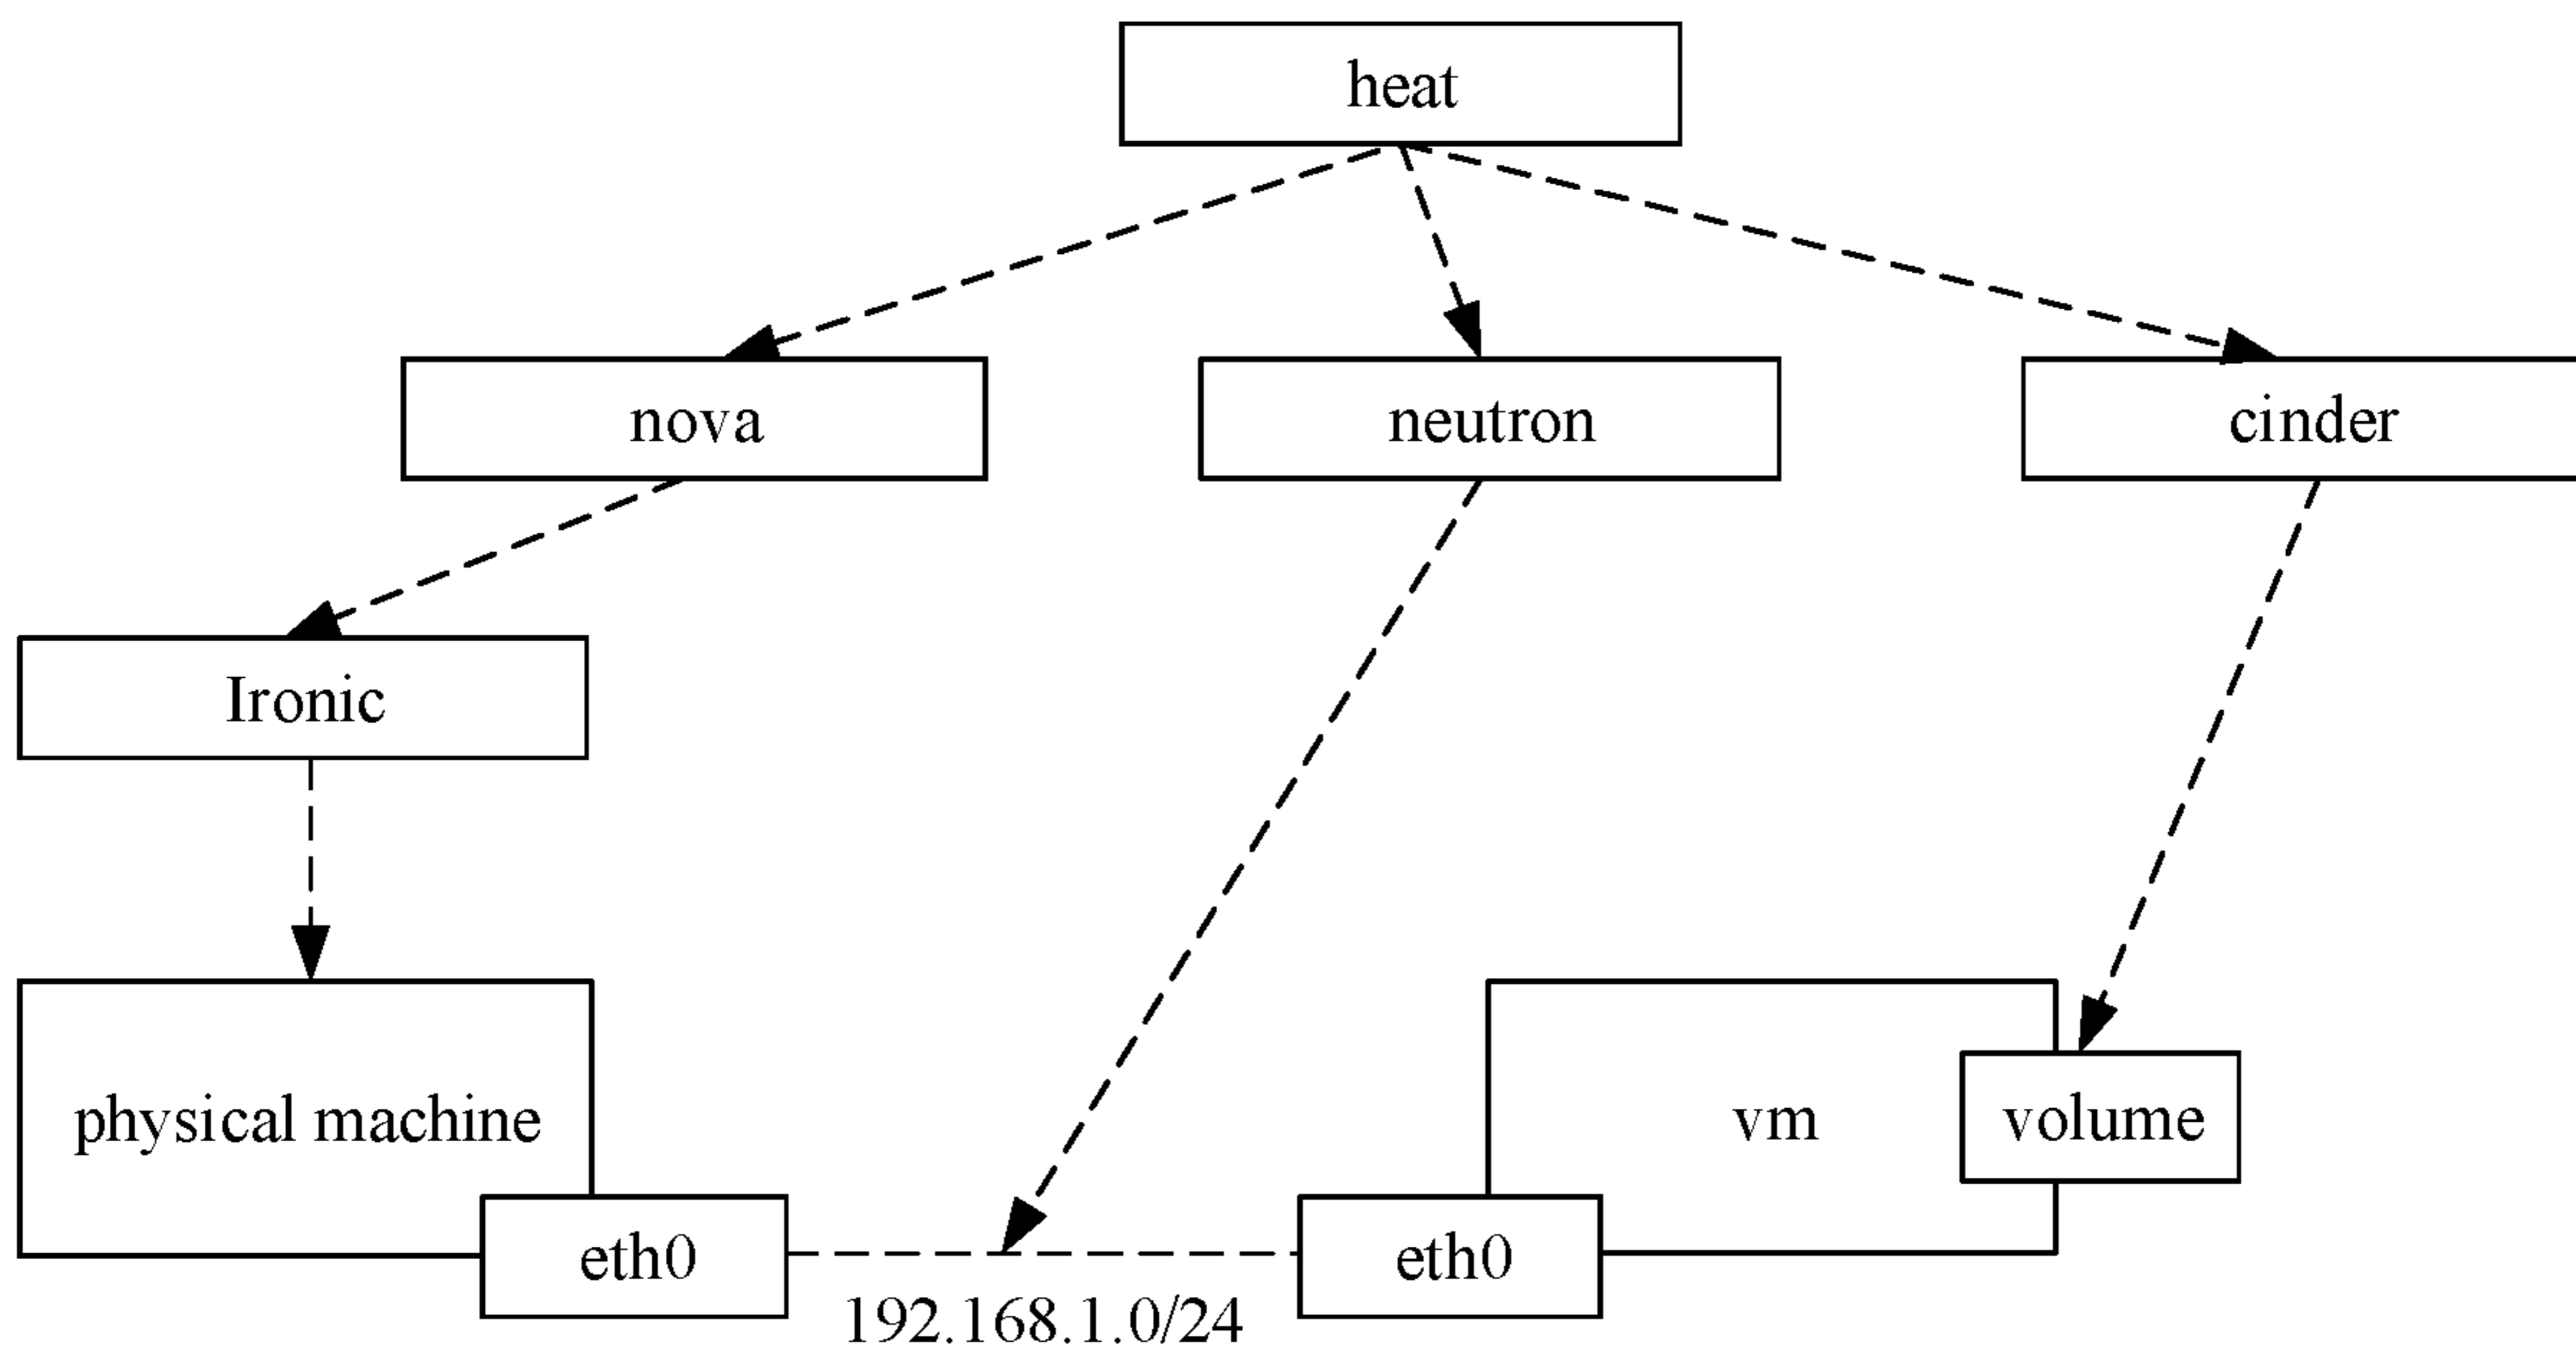 heat
nova
neutron
cinder
Ironic
physical machine
vm
volume
eth0
eth0
192.168.1.0/24